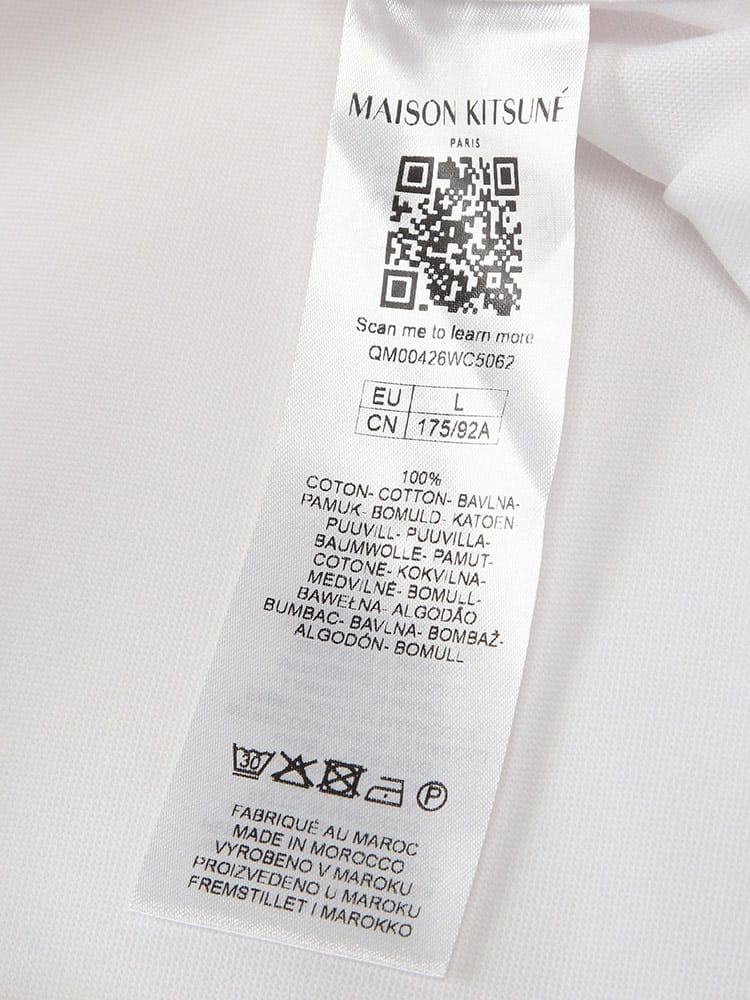 MAISON KITSUNÉ
PARIS
Scan me to learn more
QM00426WC5062
EU L
CN 175/92A
100%
COTON- COTTON- BAVLNA-
PAMUK- BOMULD- KATOEN-
PUUVILL- PUUVILLA-
BAUMWOLLE- PAMUT-
COTONE- KOKVILNA-
MEDVILNĖ- BOMULL-
BAWEŁNA- ALGODÃO
BUMBAC- BAVLNA- BOMBAŽ-
ALGODÓN- BOMULL
30
P
FABRIQUÉ AU MAROC
MADE IN MOROCCO
VYROBENO V MAROKU
PROIZVEDENO U MAROKU
FREMSTILLET I MAROKKO